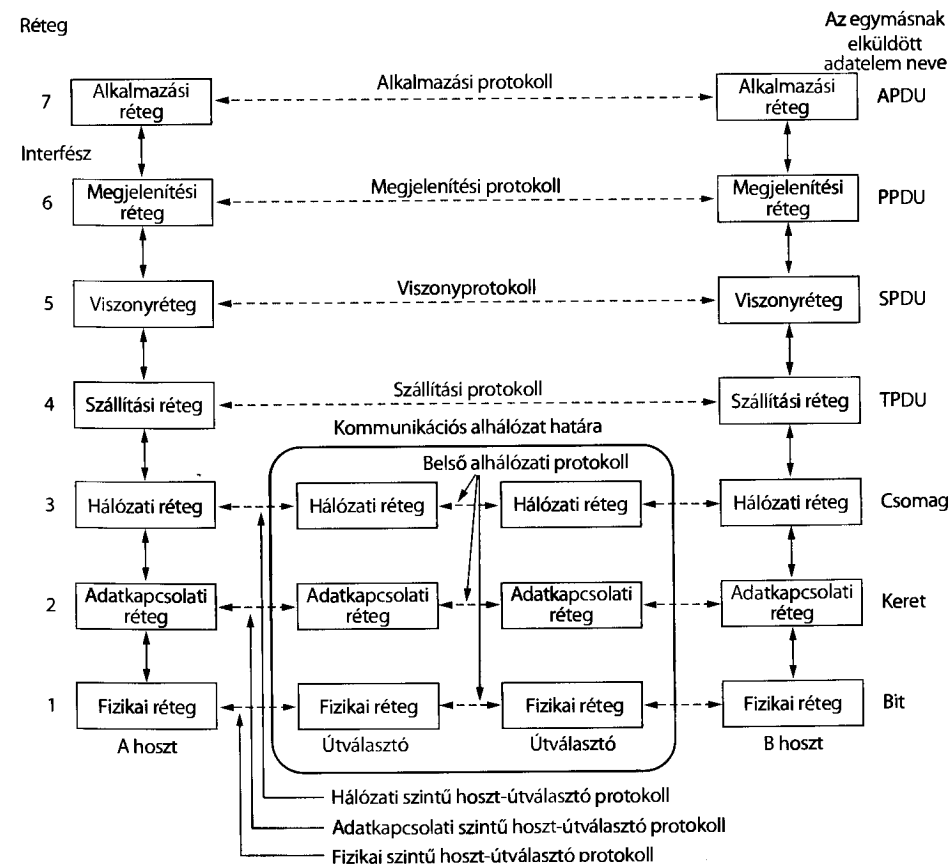 Réteg
Az egymásnak
elküldött
adatelem neve
7
Alkalmazási
réteg
Alkalmazási protokoll
Alkalmazási
réteg
APDU
Interfész
6
Megjelenítési
réteg
Megjelenítési protokoll
Megjelenítési
réteg
PPDU
5
Viszonyréteg
Viszonyprotokoll
Viszonyréteg
SPDU
4
Szállítási réteg
Szállítási protokoll
Szállítási réteg
TPDU
Kommunikációs alhálózat határa
Belső alhálózati protokoll
3
Hálózati réteg
Hálózati réteg
Hálózati réteg
Hálózati réteg
Csomag
2
Adatkapcsolati
réteg
Adatkapcsolati
réteg
Adatkapcsolati
réteg
Adatkapcsolati
réteg
Keret
1
Fizikai réteg
Fizikai réteg
Fizikai réteg
Fizikai réteg
Bit
A hoszt
Útválasztó
Útválasztó
B hoszt
Hálózati szintű hoszt-útválasztó protokoll
Adatkapcsolati szintű hoszt-útválasztó protokoll
Fizikai szintű hoszt-útválasztó protokoll